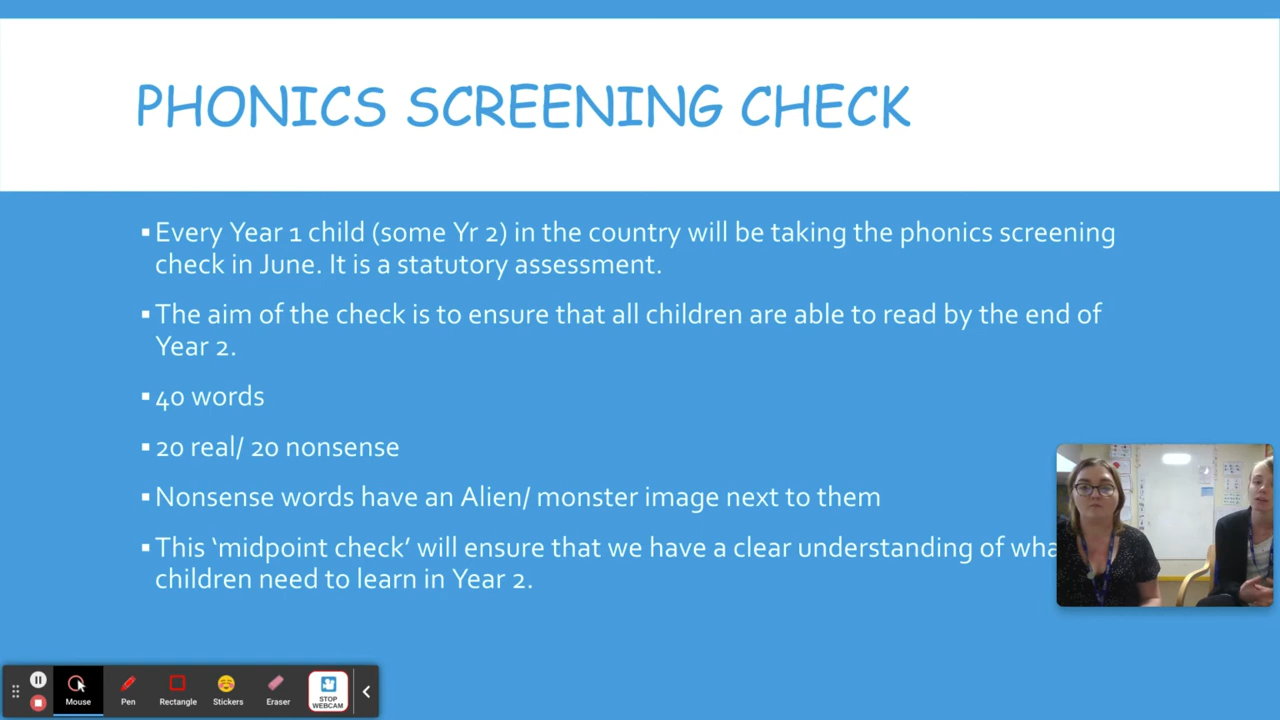 PHONICS SCREENING CHECK
▪ Every Year 1 child (some Yr 2) in the country will be taking the phonics screening
check in June. It is a statutory assessment.
▪ The aim of the check is to ensure that all children are able to read by the end of
Year 2.
▪ 40 words
▪ 20 real/ 20 nonsense
▪ Nonsense words have an Alien/ monster image next to them
▪ This ‘midpoint check’ will ensure that we have a clear understanding of
children need to learn in Year 2.
Mouse
Pen
Rectangle
Stickers
Eraser
STOP
WEBCAM